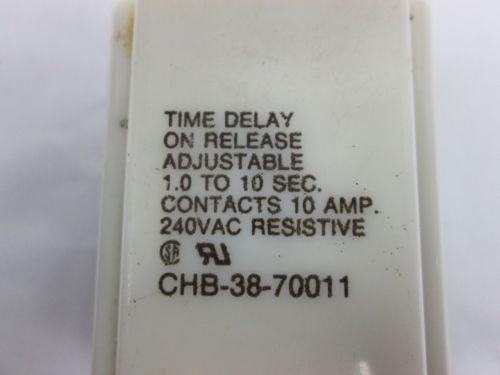 TIME DELAY
ON RELEASE
ADJUSTABLE
1.0 TO 10 SEC.
CONTACTS 10 AMP.
240VAC RESISTIVE
CHB-38-70011